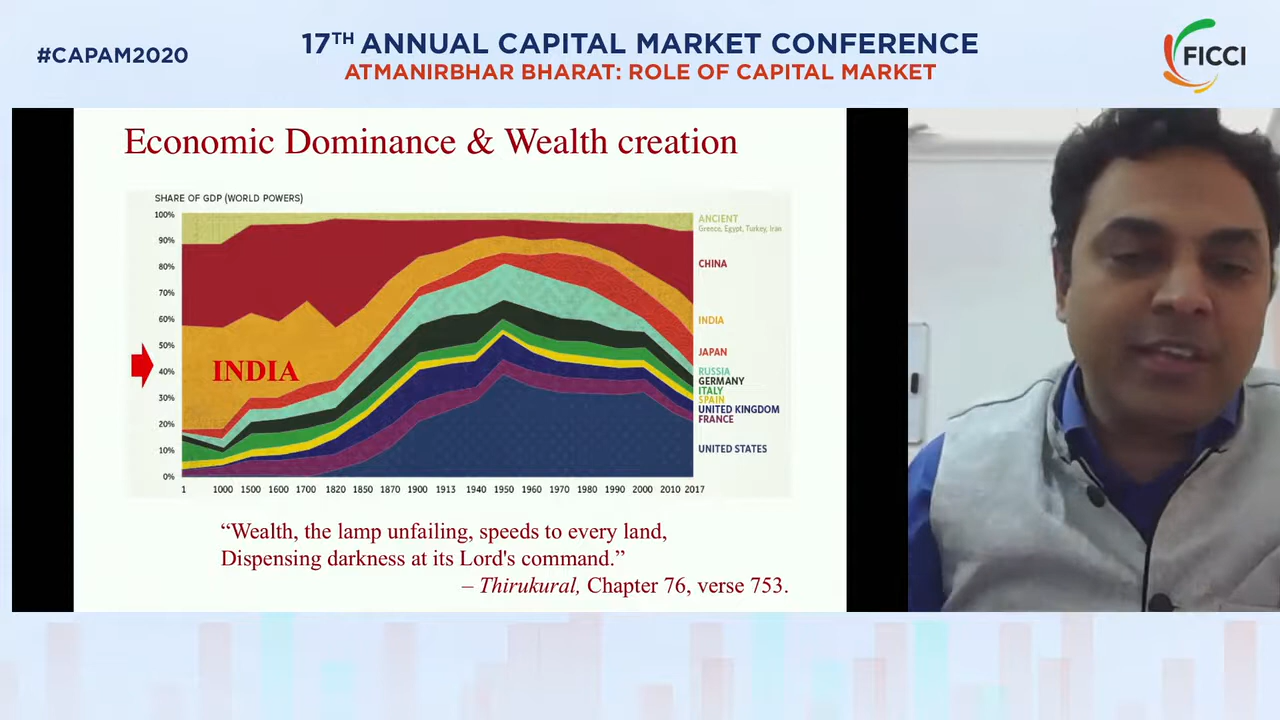 #CAPAM2020
17TH ANNUAL CAPITAL MARKET CONFERENCE
ATMANIRBHAR BHARAT: ROLE OF CAPITAL MARKET
FICCI
Economic Dominance & Wealth creation
SHARE OF GDP (WORLD POWERS)
100%
90%
80%
70%
60%
50%
40%
30%
20%
10%
0%
INDIA
ANCIENT
Greece, Egypt, Turkey, Iran
CHINA
INDIA
JAPAN
RUSSIA
GERMANY
ITALY
SPAIN
UNITED KINGDOM
FRANCE
UNITED STATES
1 1000 1500 1600 1700 1820 1850 1870 1900 1913 1940 1950 1960 1970 1980 1990 2000 2010 2017
“Wealth, the lamp unfailing, speeds to every land,
Dispensing darkness at its Lord's command.”
– Thirukural, Chapter 76, verse 753.